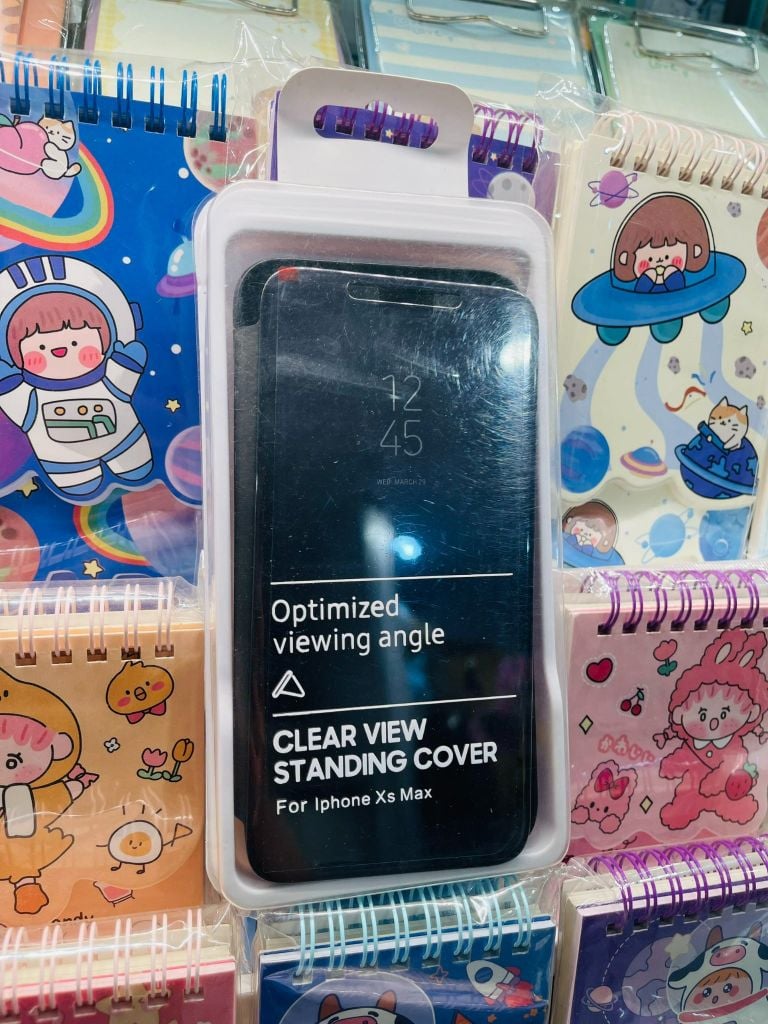 12
45
WED, MARCH 29
Optimized
viewing angle
CLEAR VIEW
STANDING COVER
For Iphone Xs Max